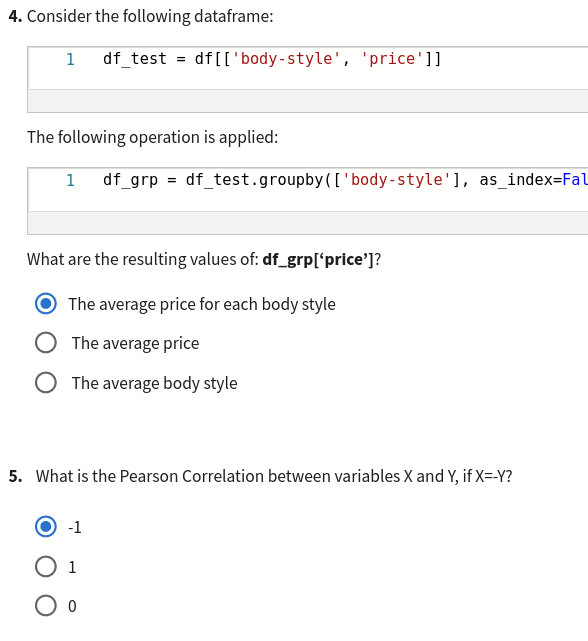 4. Consider the following dataframe:
1 df_test = df[['body-style', 'price']]
The following operation is applied:
1 df_grp = df_test.groupby(['body-style'], as_index=Fal
What are the resulting values of: df_grp[‘price’]?
The average price for each body style
The average price
The average body style
5. What is the Pearson Correlation between variables X and Y, if X=-Y?
-1
1
0